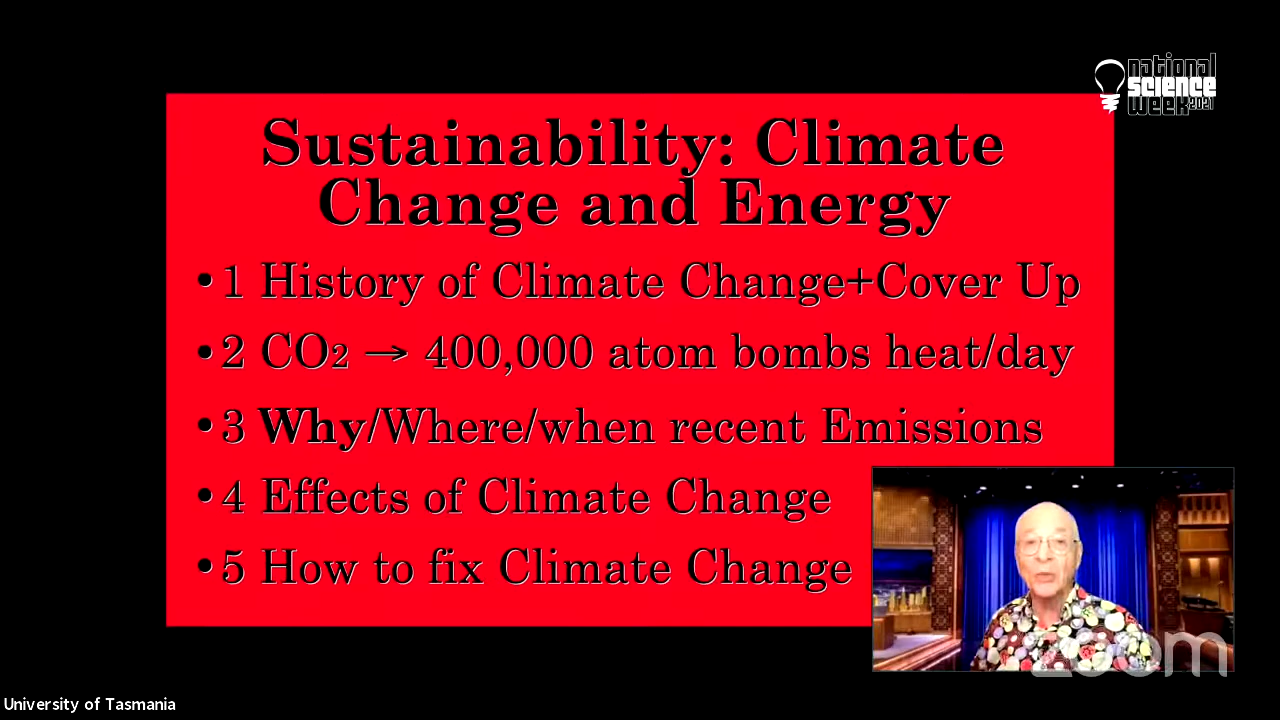 national
science
week 2021
Sustainability: Climate
Change and Energy
•1 History of Climate Change+Cover Up
•2 CO2 → 400,000 atom bombs heat/day
•3 Why/Where/when recent Emissions
•4 Effects of Climate Change
•5 How to fix Climate Change
zoom
University of Tasmania